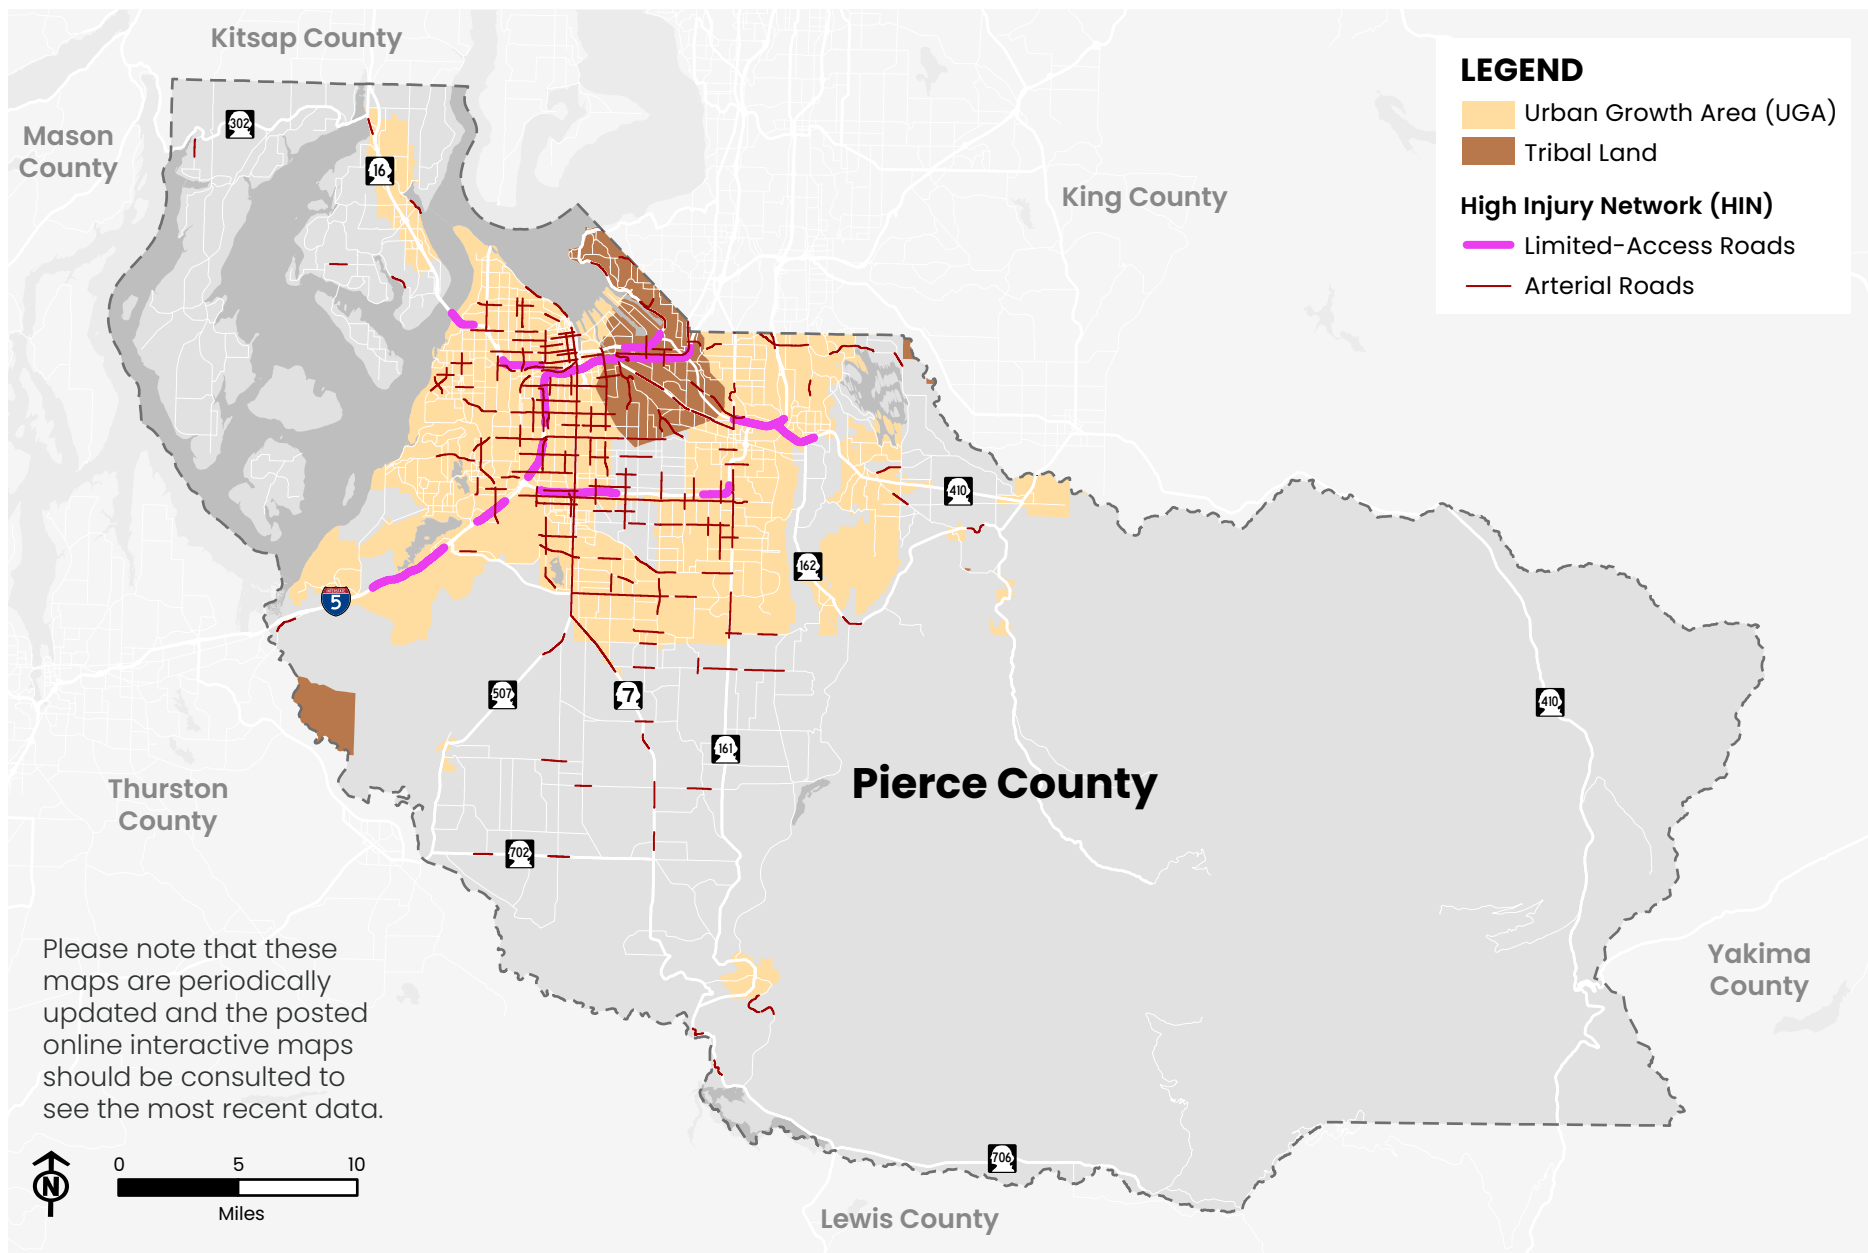 Kitsap County
Mason
County
King County
LEGEND
Urban Growth Area (UGA)
Tribal Land
High Injury Network (HIN)
Limited-Access Roads
Arterial Roads
302
16
410
162
INTERSTATE
5
507
7
161
410
702
706
Pierce County
Thurston
County
Yakima
County
Lewis County
Please note that these
maps are periodically
updated and the posted
online interactive maps
should be consulted to
see the most recent data.
N
0 5 10
Miles